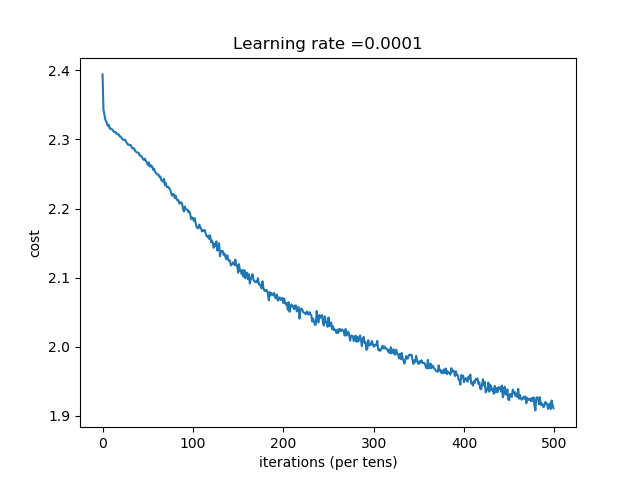 Learning rate =0.0001
2.4
2.3
2.2
2.1
2.0
1.9
cost
0 100 200 300 400 500
iterations (per tens)